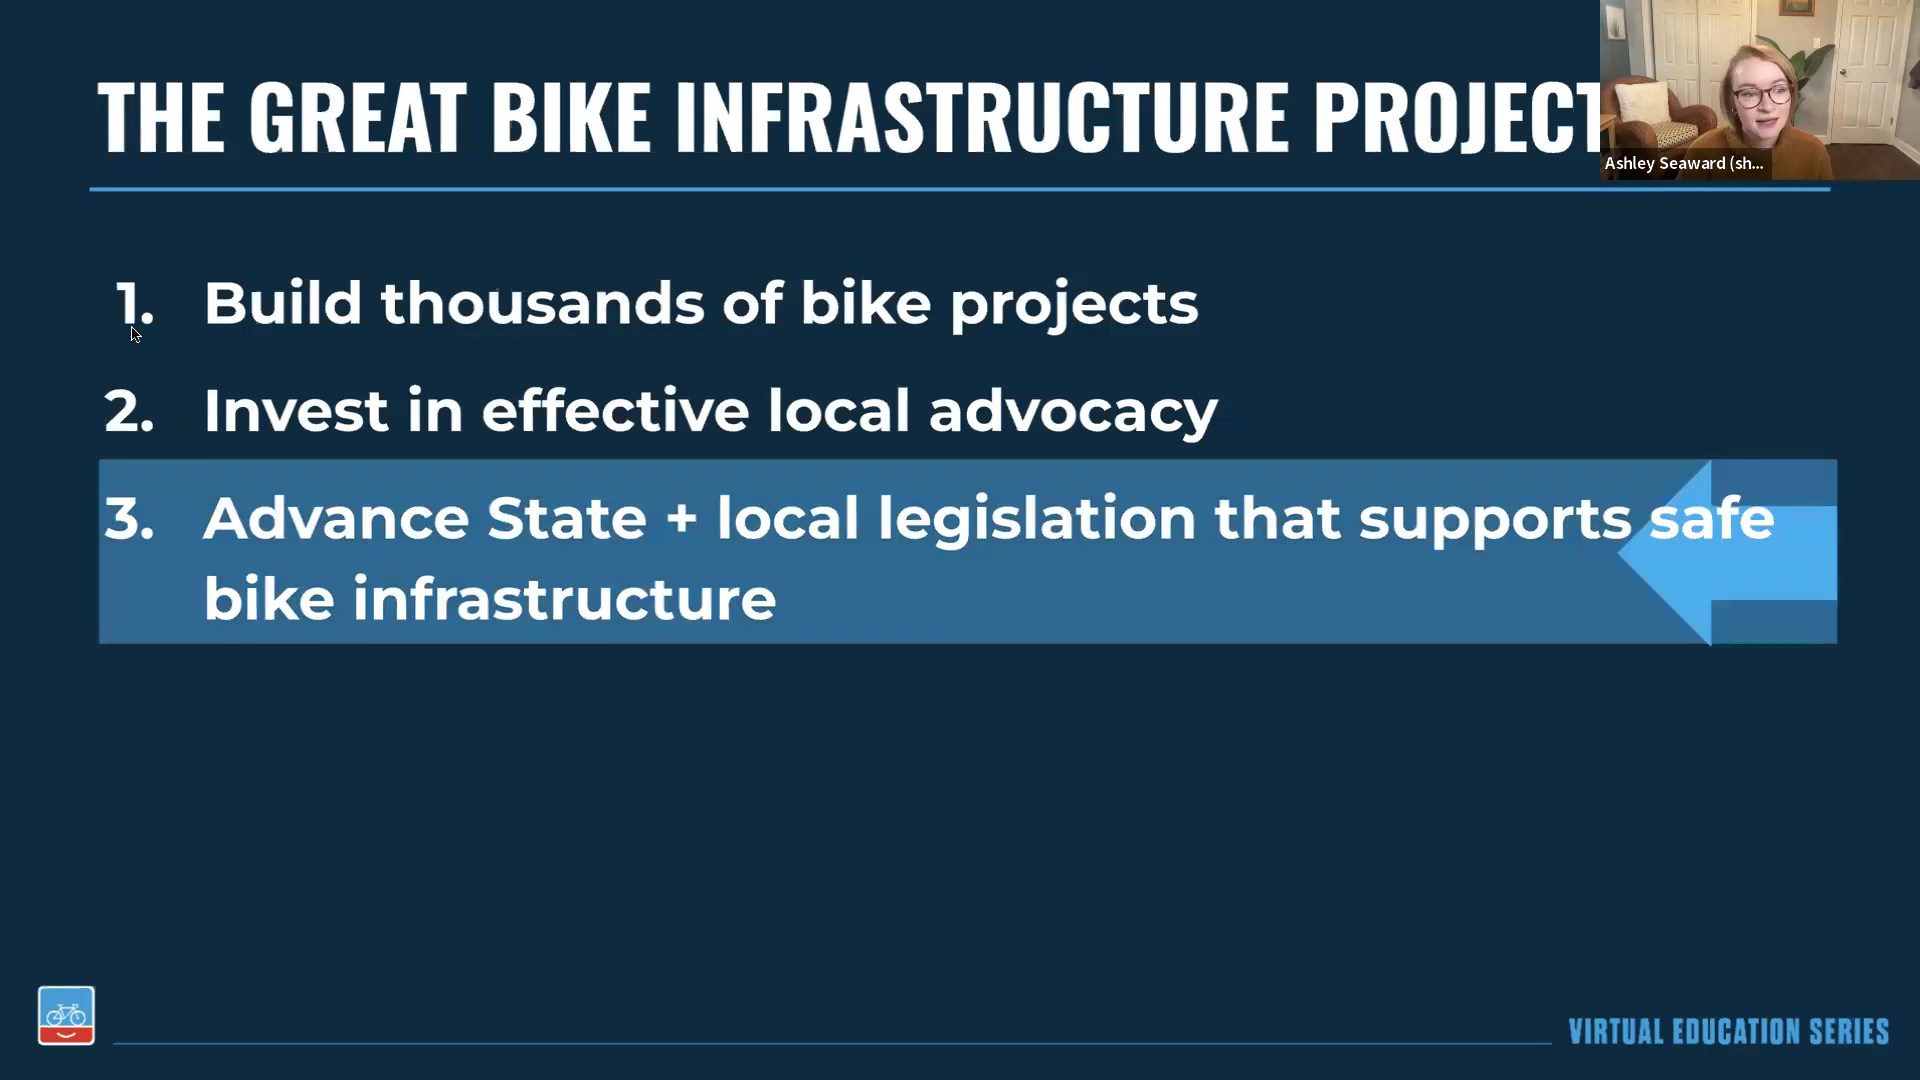 THE GREAT BIKE INFRASTRUCTURE PROJECT
Ashley Seaward (sh...
1. Build thousands of bike projects
2. Invest in effective local advocacy
3. Advance State + local legislation that supports safe
bike infrastructure
VIRTUAL EDUCATION SERIES